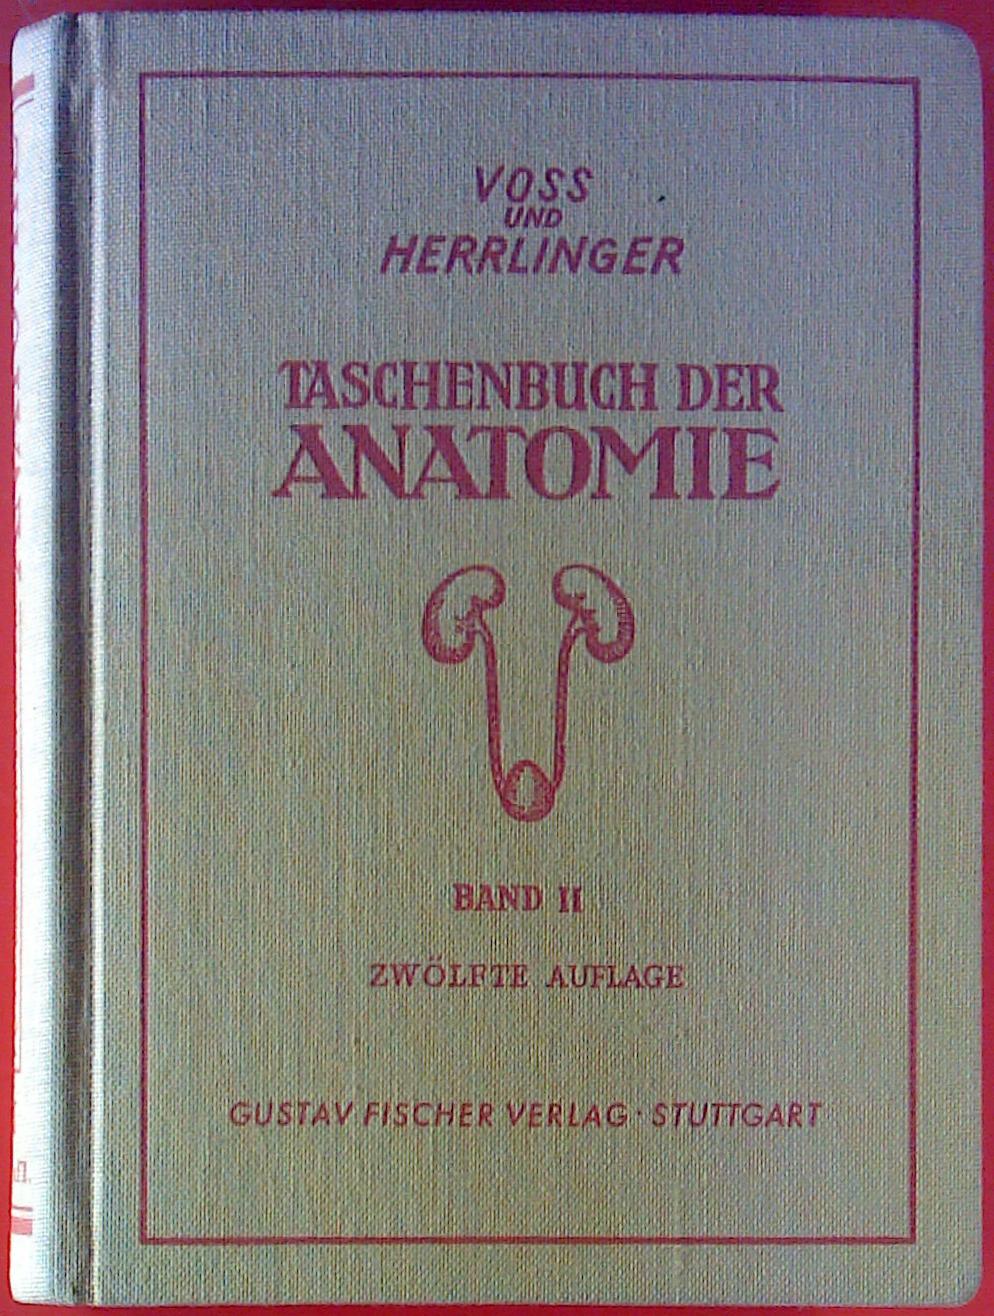 VOSS
UND
HERRLINGER
TASCHENBUCH DER
ANATOMIE
BAND II
ZWÖLFTE AUFLAGE
GUSTAV FISCHER VERLAG · STUTTGART